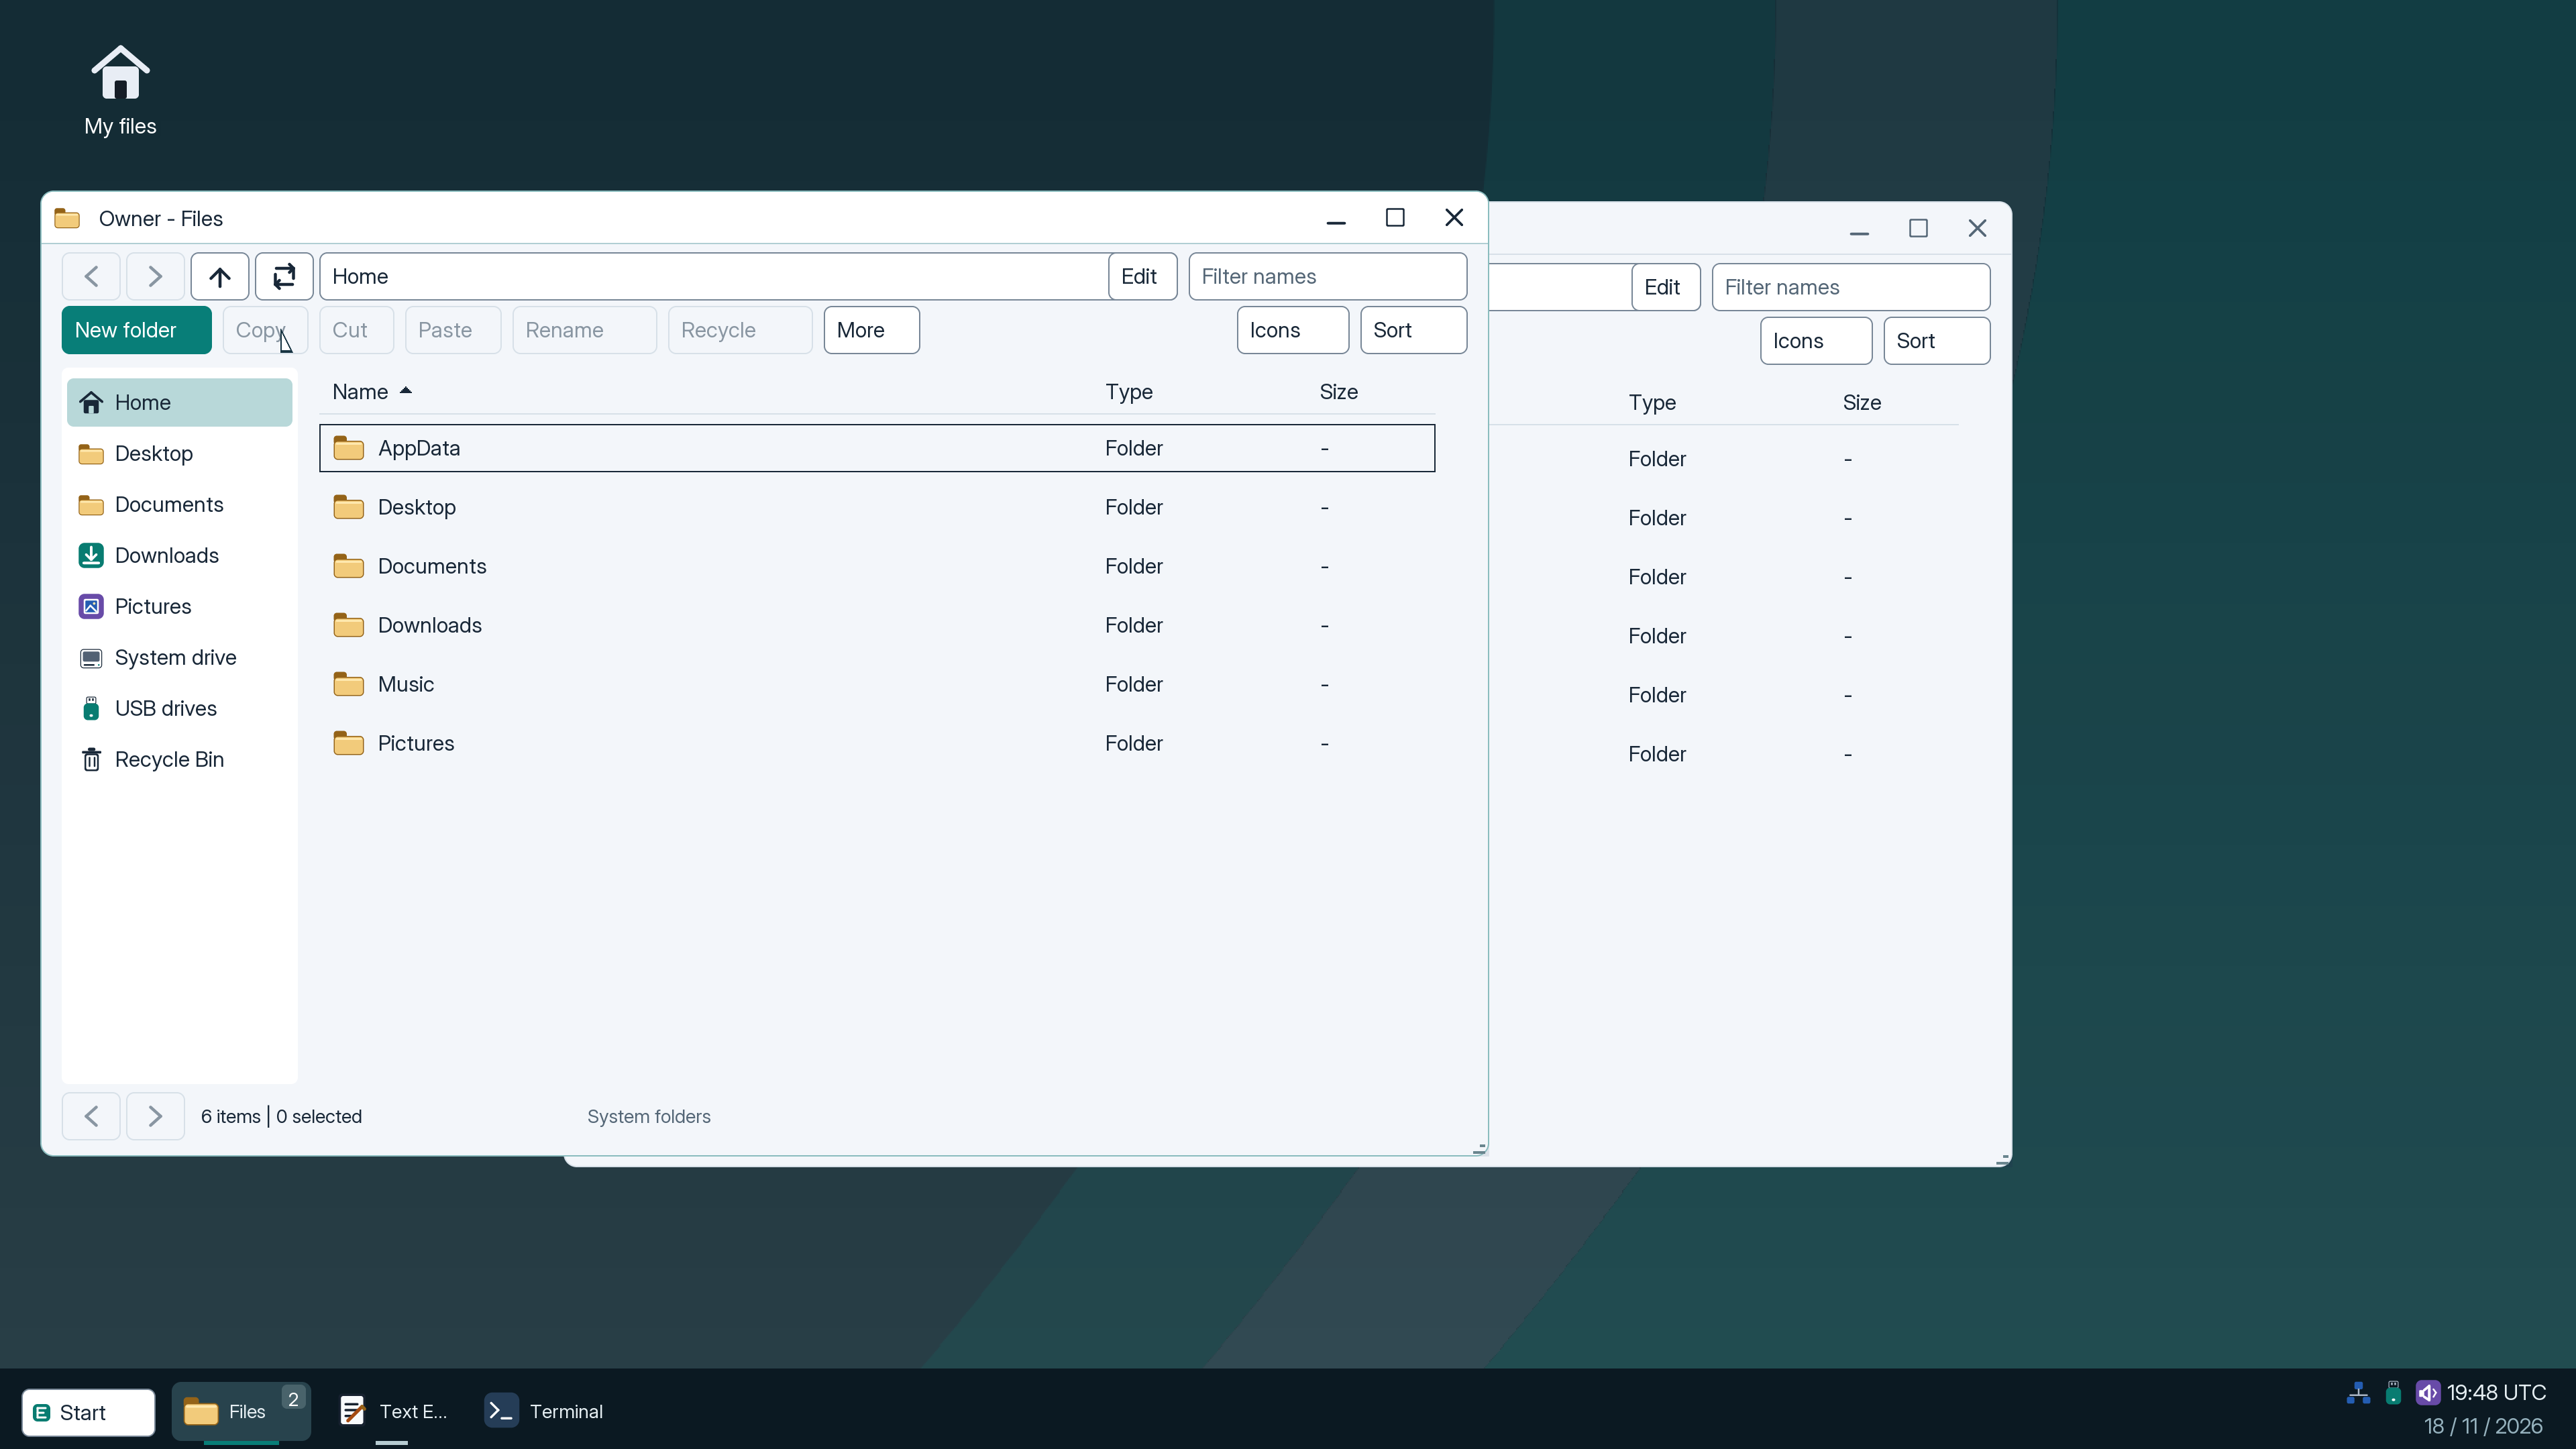 My files
Owner - Files
Home Edit Filter names
Edit Filter names
New folder Copy Cut Paste Rename Recycle More Icons Sort
Icons Sort
Home
Desktop
Documents
Downloads
Pictures
System drive
USB drives
Recycle Bin
Name Type Size
AppData Folder -
Desktop Folder -
Documents Folder -
Downloads Folder -
Music Folder -
Pictures Folder -
Type Size
Folder -
Folder -
Folder -
Folder -
Folder -
Folder -
6 items | 0 selected System folders
E Start Files 2 Text E... Terminal
19:48 UTC
18 / 11 / 2026